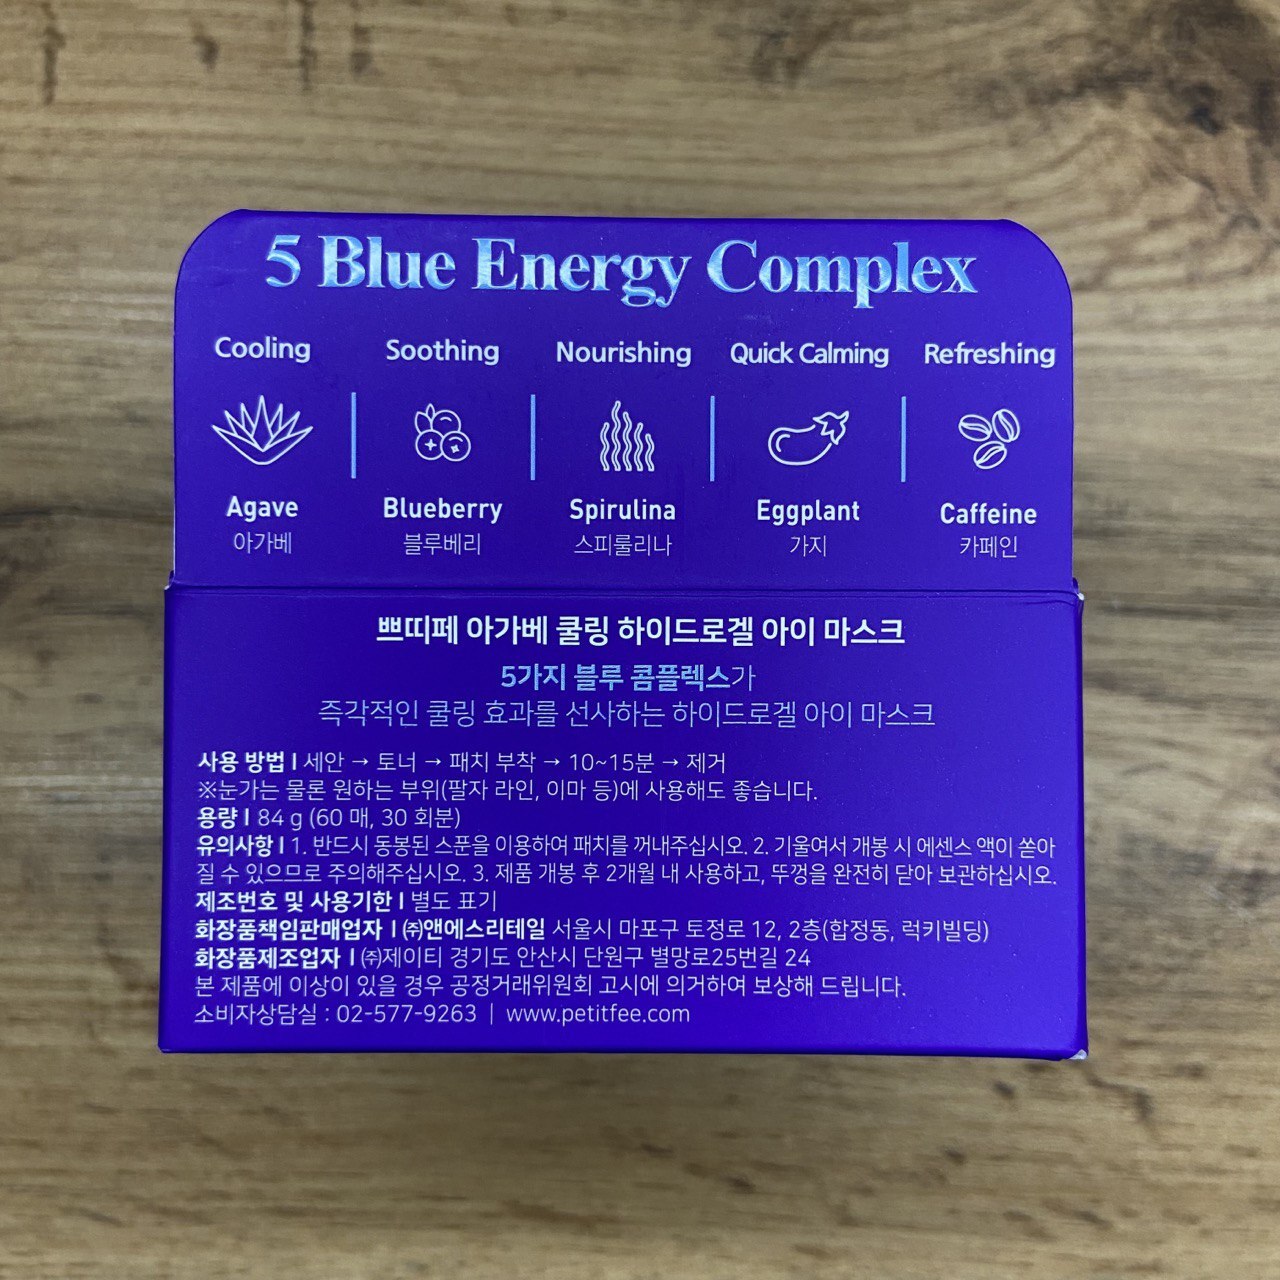 5 Blue Energy Complex
Cooling Soothing Nourishing Quick Calming Refreshing
Agave Blueberry Spirulina Eggplant Caffeine
아가베 블루베리 스피룰리나 가지 카페인
쁘띠페 아가베 쿨링 하이드로겔 아이 마스크
5가지 블루 콤플렉스가
즉각적인 쿨링 효과를 선사하는 하이드로겔 아이 마스크
사용 방법 | 세안 → 토너 → 패치 부착 → 10~15분 → 제거
※눈가는 물론 원하는 부위(팔자 라인, 이마 등)에 사용해도 좋습니다.
용량 | 84 g (60 매, 30 회분)
유의사항 | 1. 반드시 동봉된 스푼을 이용하여 패치를 꺼내주십시오. 2. 기울여서 개봉 시 에센스 액이 쏟아
질 수 있으므로 주의해주십시오. 3. 제품 개봉 후 2개월 내 사용하고, 뚜껑을 완전히 닫아 보관하십시오.
제조번호 및 사용기한 | 별도 표기
화장품책임판매업자 | ㈜앤에스리테일 서울시 마포구 토정로 12, 2층(합정동, 럭키빌딩)
화장품제조업자 | ㈜제이티 경기도 안산시 단원구 별망로25번길 24
본 제품에 이상이 있을 경우 공정거래위원회 고시에 의거하여 보상해 드립니다.
소비자상담실 : 02-577-9263 | www.petitfee.com